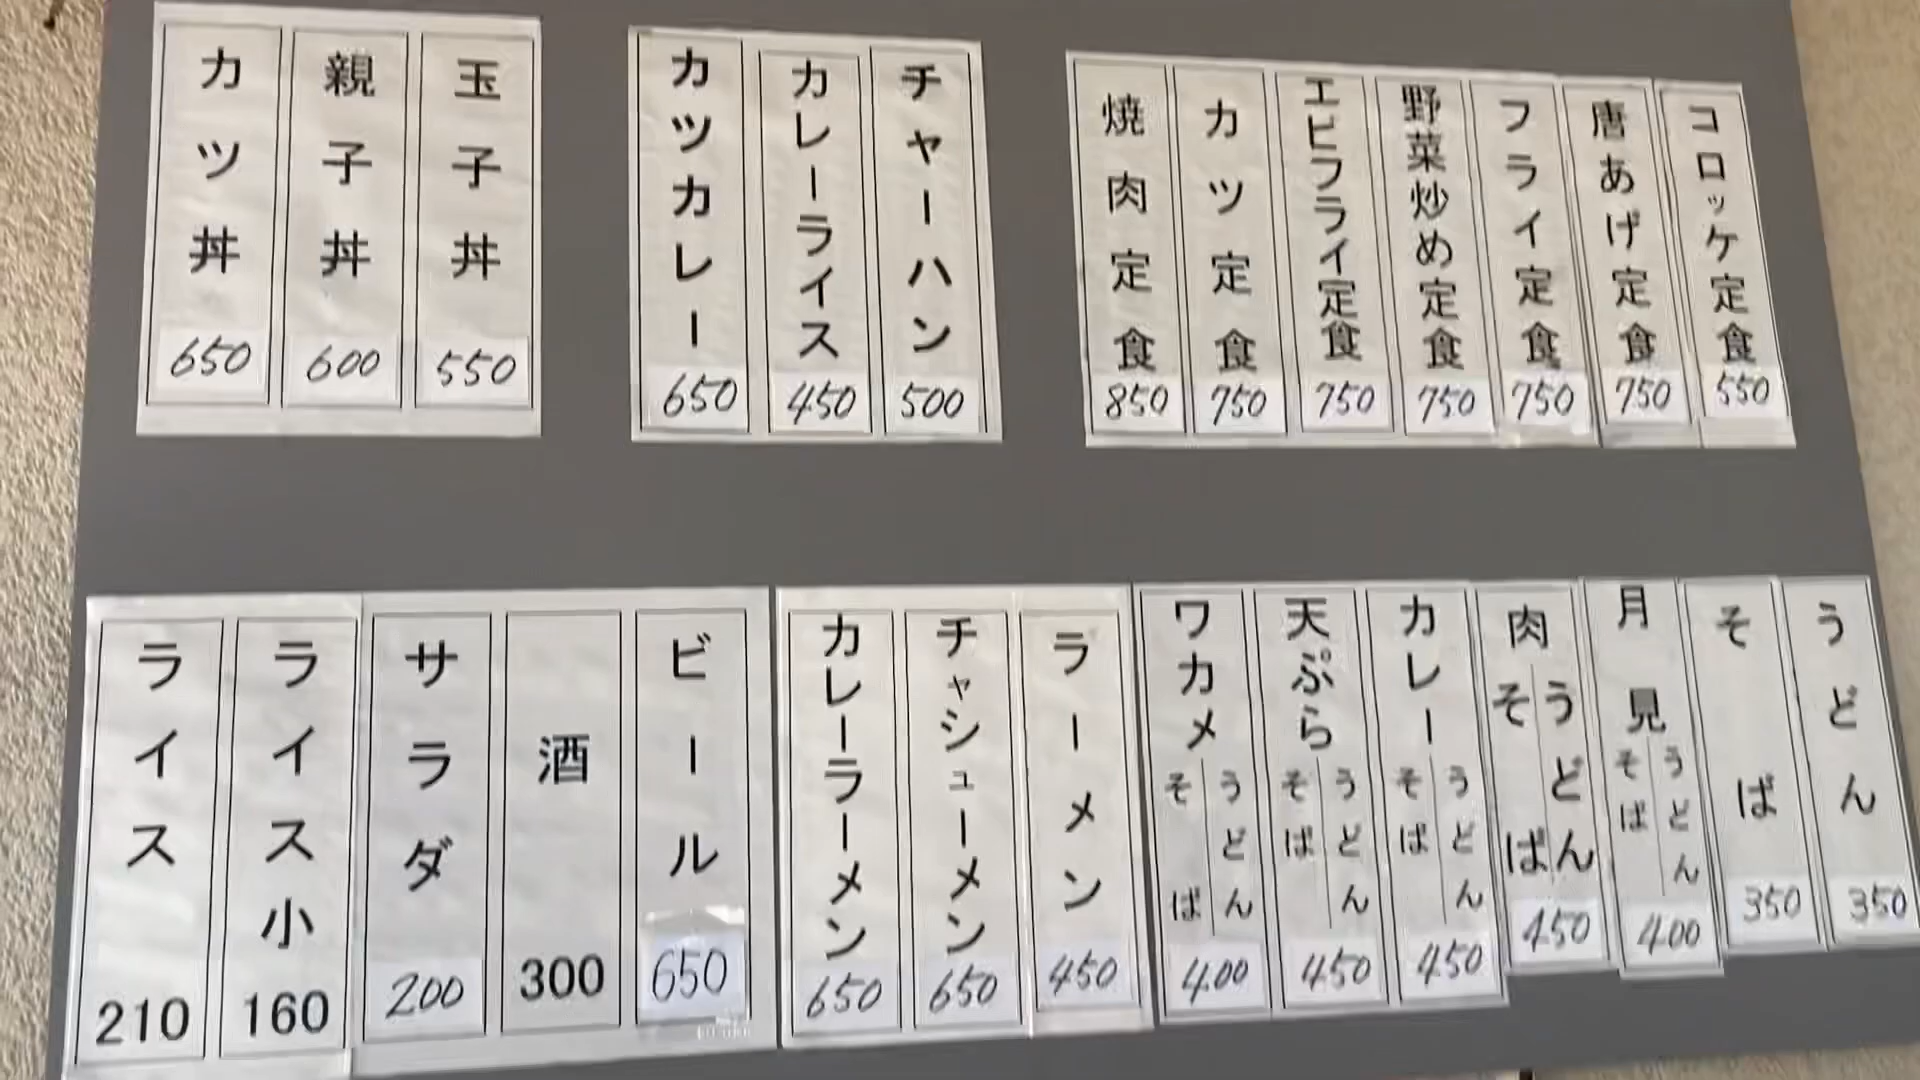 コロッケ定食 550
唐あげ定食 750
フライ定食 750
野菜炒め定食 750
エビフライ定食 750
カツ定食 750
焼肉定食 850
チャーハン 500
カレーライス 450
カツカレー 650
玉子丼 550
親子丼 600
カツ丼 650
うどん 350
そば 350
月見 うどん そば 400
肉 うどん そば 450
カレー うどん そば 450
天ぷら うどん そば 450
ワカメ うどん そば 400
ラーメン 450
チャシューメン 650
カレーラーメン 650
ビール 650
酒 300
サラダ 200
ライス小 160
ライス 210